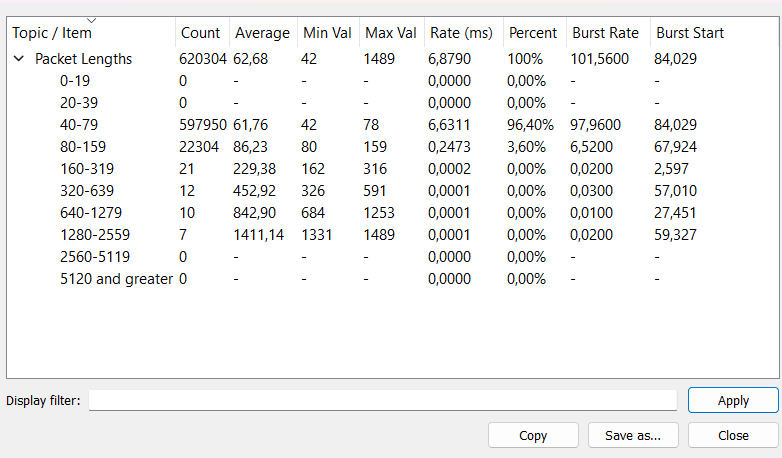 Topic / Item Count Average Min Val Max Val Rate (ms) Percent Burst Rate Burst Start
Packet Lengths 620304 62,68 42 1489 6,8790 100% 101,5600 84,029
0-19 0 - - - 0,0000 0,00% - -
20-39 0 - - - 0,0000 0,00% - -
40-79 597950 61,76 42 78 6,6311 96,40% 97,9600 84,029
80-159 22304 86,23 80 159 0,2473 3,60% 6,5200 67,924
160-319 21 229,38 162 316 0,0002 0,00% 0,0200 2,597
320-639 12 452,92 326 591 0,0001 0,00% 0,0300 57,010
640-1279 10 842,90 684 1253 0,0001 0,00% 0,0100 27,451
1280-2559 7 1411,14 1331 1489 0,0001 0,00% 0,0200 59,327
2560-5119 0 - - - 0,0000 0,00% - -
5120 and greater 0 - - - 0,0000 0,00% - -
Display filter: Apply
Copy Save as... Close